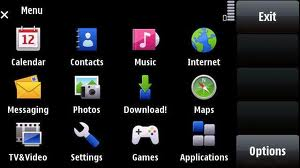 Menu
Exit
12
Calendar Contacts Music Internet
Messaging Photos Download! Maps
TV&Video Settings Games Applications
Options